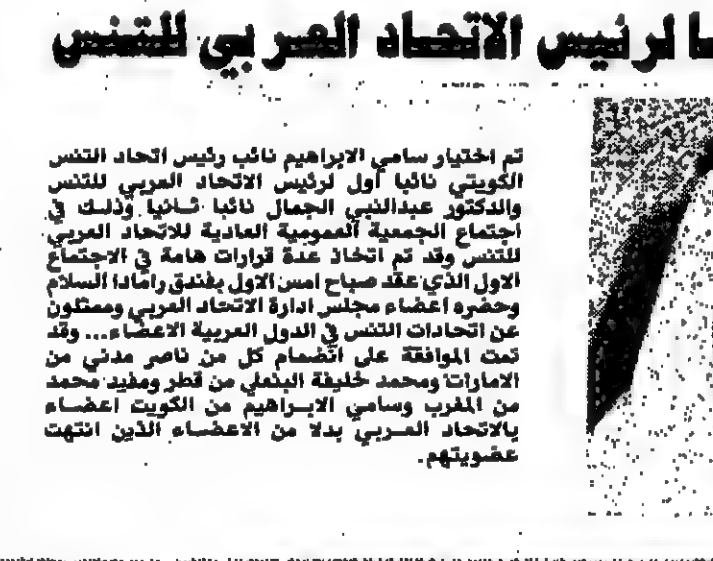 لرئيس الاتحاد العربي للتنس
تم اختيار سامي الابراهيم نائب رئيس اتحاد التنس
الكويتي نائبا أول لرئيس الاتحاد العربي للتنس
والدكتور عبدالنبي الجمال نائبا ثانيا وذلك في
اجتماع الجمعية العمومية العادية للاتحاد العربي
للتنس وقد تم اتخاذ عدة قرارات هامة في الاجتماع
الاول الذي عقد صباح امس الاول بفندق رامادا السلام
وحضره اعضاء مجلس ادارة الاتحاد العربي وممثلون
عن اتحادات التنس في الدول العربية الاعضاء... وقد
تمت الموافقة على انضمام كل من ناصر مدني من
الامارات ومحمد خليفة البنعلي من قطر ومفيد محمد
من المغرب وسامي الابراهيم من الكويت اعضاء
بالاتحاد العربي بدلا من الاعضاء الذين انتهت
عضويتهم.